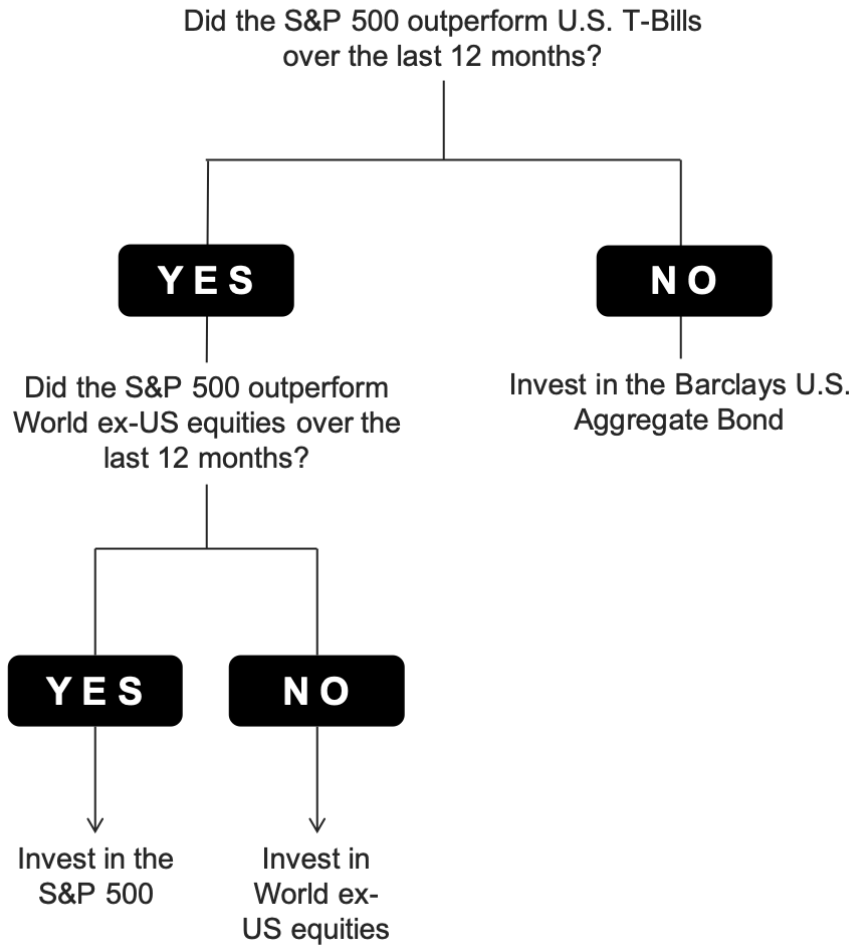 Did the S&P 500 outperform U.S. T-Bills
over the last 12 months?
YES
NO
Did the S&P 500 outperform
World ex-US equities over the
last 12 months?
Invest in the Barclays U.S.
Aggregate Bond
YES
NO
Invest in the
S&P 500
Invest in
World ex-
US equities